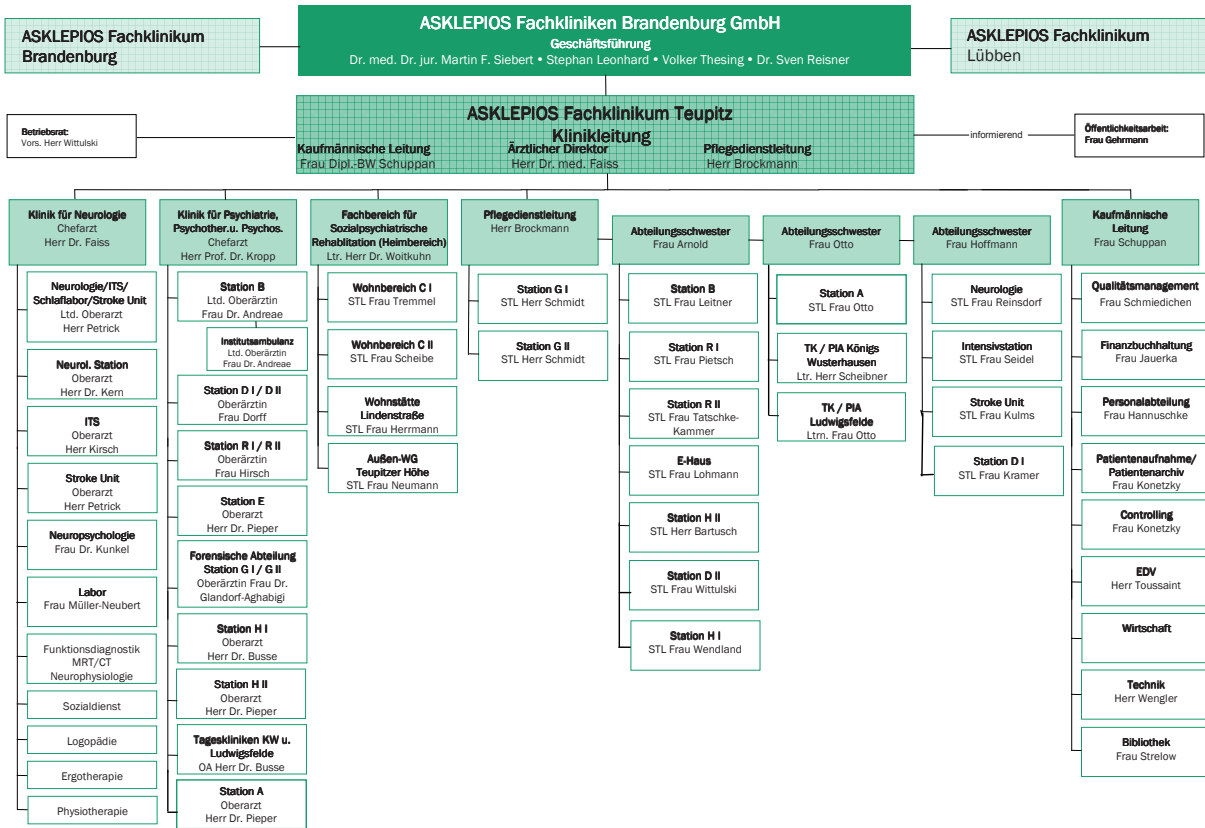 ASKLEPIOS Fachkliniken Brandenburg GmbH
Geschäftsführung
Dr. med. Dr. jur. Martin F. Siebert • Stephan Leonhard • Volker Thesing • Dr. Sven Reisner
ASKLEPIOS Fachklinikum
Brandenburg
ASKLEPIOS Fachklinikum
Lübben
ASKLEPIOS Fachklinikum Teupitz
Klinikleitung
Kaufmännische Leitung
Frau Dipl.-BW Schuppan
Ärztlicher Direktor
Herr Dr. med. Faiss
Pflegedienstleitung
Herr Brockmann
Betriebsrat:
Vors. Herr Wittulski
informierend
Öffentlichkeitsarbeit:
Frau Gehrmann
Klinik für Neurologie
Chefarzt
Herr Dr. Faiss
Neurologie/ITS/
Schlaflabor/Stroke Unit
Ltd. Oberarzt
Herr Petrick
Neurol. Station
Oberarzt
Herr Dr. Kern
ITS
Oberarzt
Herr Kirsch
Stroke Unit
Oberarzt
Herr Petrick
Neuropsychologie
Frau Dr. Kunkel
Labor
Frau Müller-Neubert
Funktionsdiagnostik
MRT/CT
Neurophysiologie
Sozialdienst
Logopädie
Ergotherapie
Physiotherapie
Klinik für Psychiatrie,
Psychother.u. Psychos.
Chefarzt
Herr Prof. Dr. Kropp
Station B
Ltd. Oberärztin
Frau Dr. Andreae
Institutsambulanz
Ltd. Oberärztin
Frau Dr. Andreae
Station D I / D II
Oberärztin
Frau Dorff
Station R I / R II
Oberärztin
Frau Hirsch
Station E
Oberarzt
Herr Dr. Pieper
Forensische Abteilung
Station G I / G II
Oberärztin Frau Dr.
Glandorf-Aghabigi
Station H I
Oberarzt
Herr Dr. Busse
Station H II
Oberarzt
Herr Dr. Pieper
Tageskliniken KW u.
Ludwigsfelde
OA Herr Dr. Busse
Station A
Oberarzt
Herr Dr. Pieper
Fachbereich für
Sozialpsychiatrische
Rehablitation (Heimbereich)
Ltr. Herr Dr. Woitkuhn
Wohnbereich C I
STL Frau Tremmel
Wohnbereich C II
STL Frau Scheibe
Wohnstätte
Lindenstraße
STL Frau Herrmann
Außen-WG
Teupitzer Höhe
STL Frau Neumann
Pflegedienstleitung
Herr Brockmann
Station G I
STL Herr Schmidt
Station G II
STL Herr Schmidt
Abteilungsschwester
Frau Arnold
Station B
STL Frau Leitner
Station R I
STL Frau Pietsch
Station R II
STL Frau Tatschke-
Kammer
E-Haus
STL Frau Lohmann
Station H II
STL Herr Bartusch
Station D II
STL Frau Wittulski
Station H I
STL Frau Wendland
Abteilungsschwester
Frau Otto
Station A
STL Frau Otto
TK / PIA Königs
Wusterhausen
Ltr. Herr Scheibner
TK / PIA
Ludwigsfelde
Ltrn. Frau Otto
Abteilungsschwester
Frau Hoffmann
Neurologie
STL Frau Reinsdorf
Intensivstation
STL Frau Seidel
Stroke Unit
STL Frau Kulms
Station D I
STL Frau Kramer
Kaufmännische
Leitung
Frau Schuppan
Qualitätsmanagement
Frau Schmiedichen
Finanzbuchhaltung
Frau Jauerka
Personalabteilung
Frau Hannuschke
Patientenaufnahme/
Patientenarchiv
Frau Konetzky
Controlling
Frau Konetzky
EDV
Herr Toussaint
Wirtschaft
Technik
Herr Wengler
Bibliothek
Frau Strelow